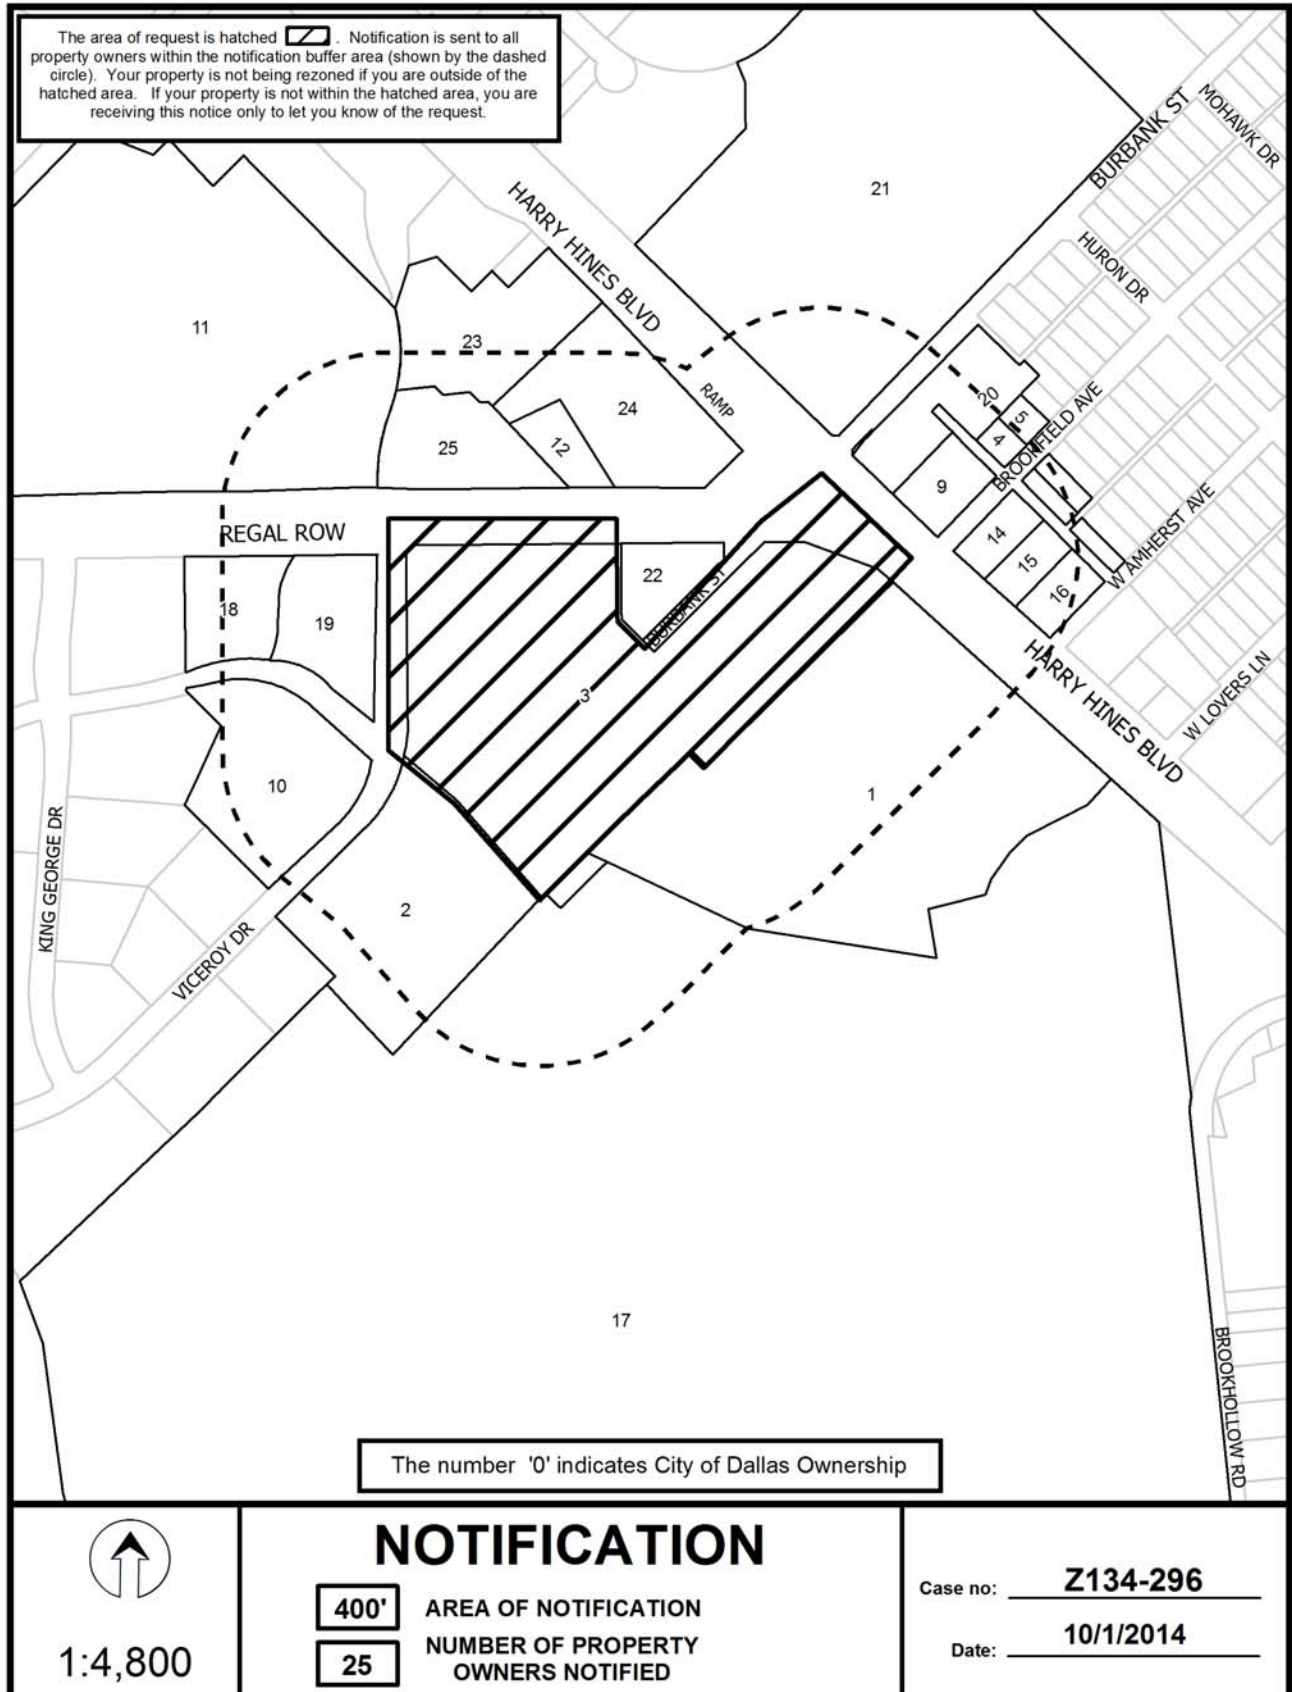 The area of request is hatched . Notification is sent to all
property owners within the notification buffer area (shown by the dashed
circle). Your property is not being rezoned if you are outside of the
hatched area. If your property is not within the hatched area, you are
receiving this notice only to let you know of the request.
BURBANK ST
MOHAWK DR
21
HARRY HINES BLVD
HURON DR
11
23
RAMP
24
20
5
4
BROOKFIELD AVE
25
12
9
W AMHERST AVE
REGAL ROW
14
15
16
22
BURBANK ST
18
19
3
HARRY HINES BLVD
W LOVERS LN
10
1
KING GEORGE DR
2
VICEROY DR
17
BROOKHOLLOW RD
The number '0' indicates City of Dallas Ownership
1:4,800
NOTIFICATION
400' AREA OF NOTIFICATION
25 NUMBER OF PROPERTY
OWNERS NOTIFIED
Case no: Z134-296
Date: 10/1/2014